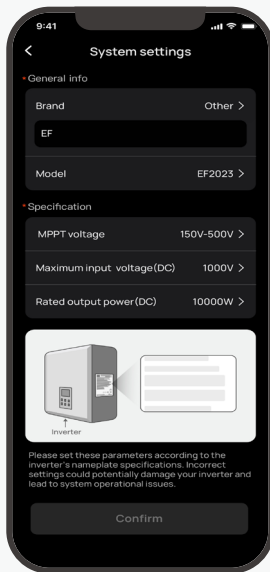 9:41
System settings
* General info
Brand Other >
EF
Model EF2023 >
* Specification
MPPT voltage 150V-500V >
Maximum input voltage(DC) 1000V >
Rated output power(DC) 10000W >
Inverter
Please set these parameters according to the
inverter's nameplate specifications. Incorrect
settings could potentially damage your inverter and
lead to system operational issues.
Confirm